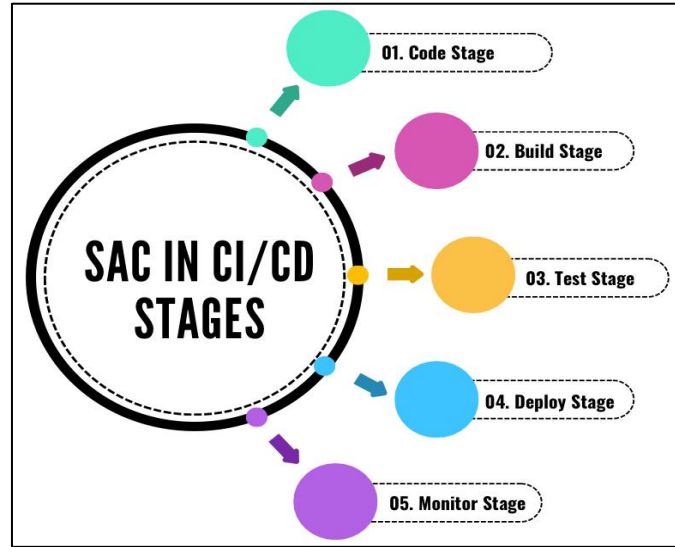 SAC IN CI/CD
STAGES
01. Code Stage
02. Build Stage
03. Test Stage
04. Deploy Stage
05. Monitor Stage